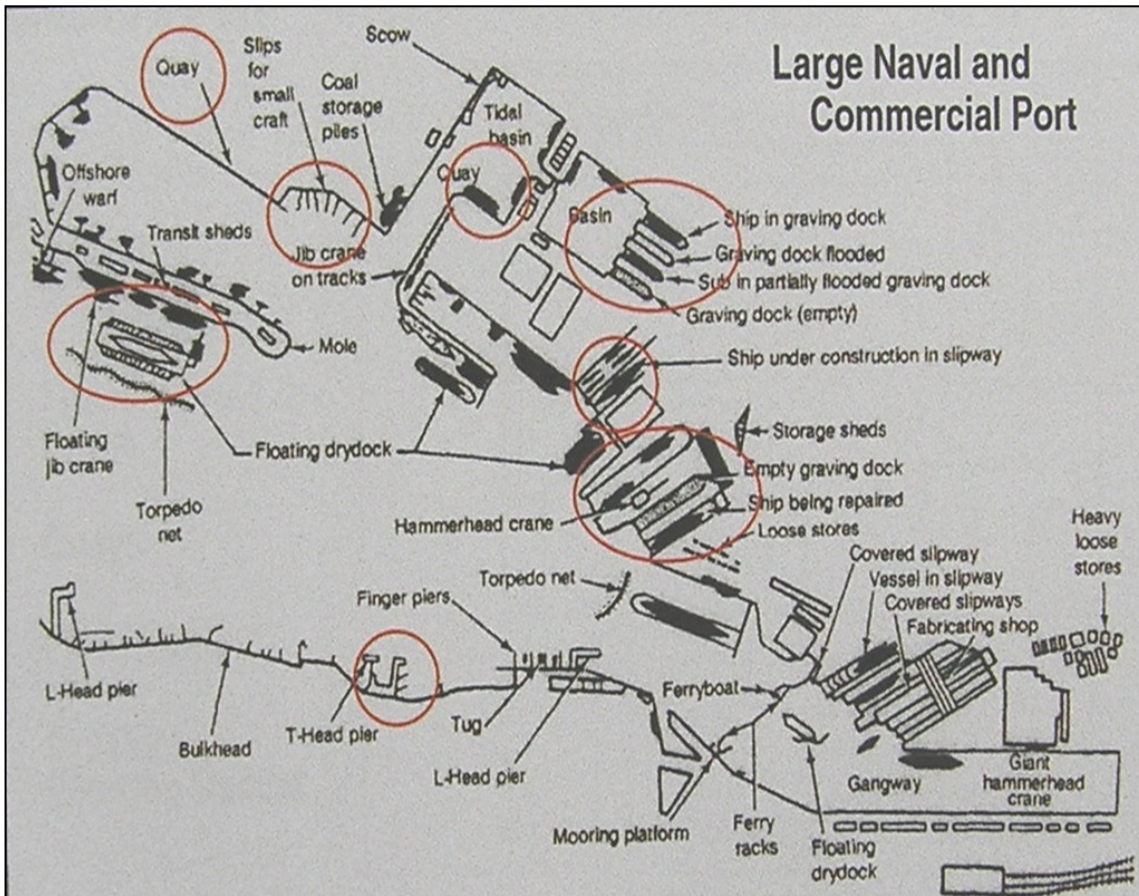 Large Naval and
Commercial Port
Scow
Quay
Slips
for
small
craft
Coal
storage
piles
Tidal
basin
Quay
Offshore
warf
Transit sheds
Jib crane
on tracks
Basin
Ship in graving dock
Graving dock flooded
Sub in partially flooded graving dock
Graving dock (empty)
Mole
Ship under construction in slipway
Floating
jib crane
Floating drydock
Storage sheds
Empty graving dock
Torpedo
net
Hammerhead crane
Ship being repaired
Loose stores
Heavy
loose
stores
Torpedo net
Covered slipway
Vessel in slipway
Covered slipways
Fabricating shop
Finger piers
L-Head pier
Bulkhead
T-Head pier
Tug
L-Head pier
Ferryboat
Gangway
Giant
hammerhead
crane
Mooring platform
Ferry
racks
Floating
drydock